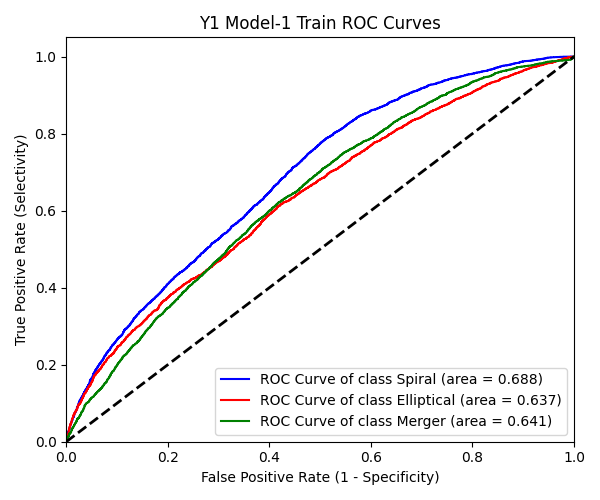 Y1 Model-1 Train ROC Curves
True Positive Rate (Selectivity)
1.0
0.8
0.6
0.4
0.2
0.0
ROC Curve of class Spiral (area = 0.688)
ROC Curve of class Elliptical (area = 0.637)
ROC Curve of class Merger (area = 0.641)
0.0 0.2 0.4 0.6 0.8 1.0
False Positive Rate (1 - Specificity)